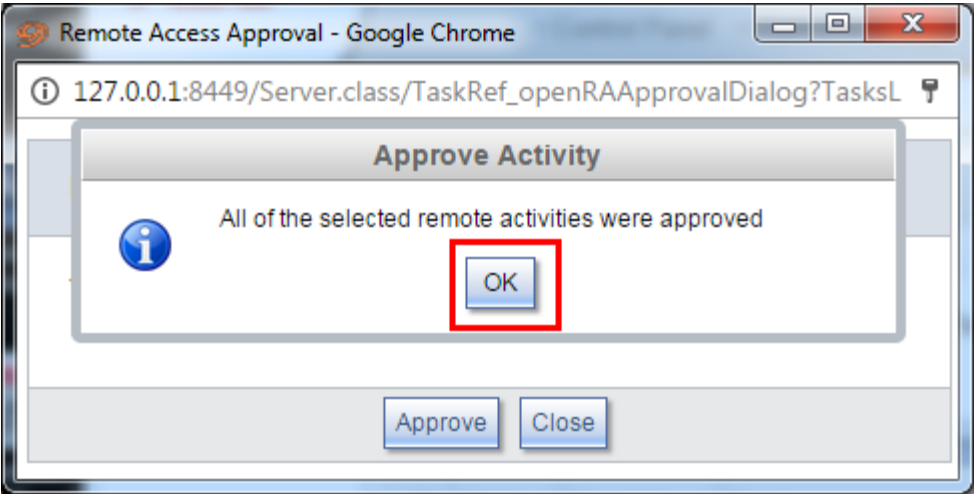 Remote Access Approval - Google Chrome
127.0.0.1:8449/Server.class/TaskRef_openRAApprovalDialog?TasksL
Approve Activity
All of the selected remote activities were approved
OK
Approve Close